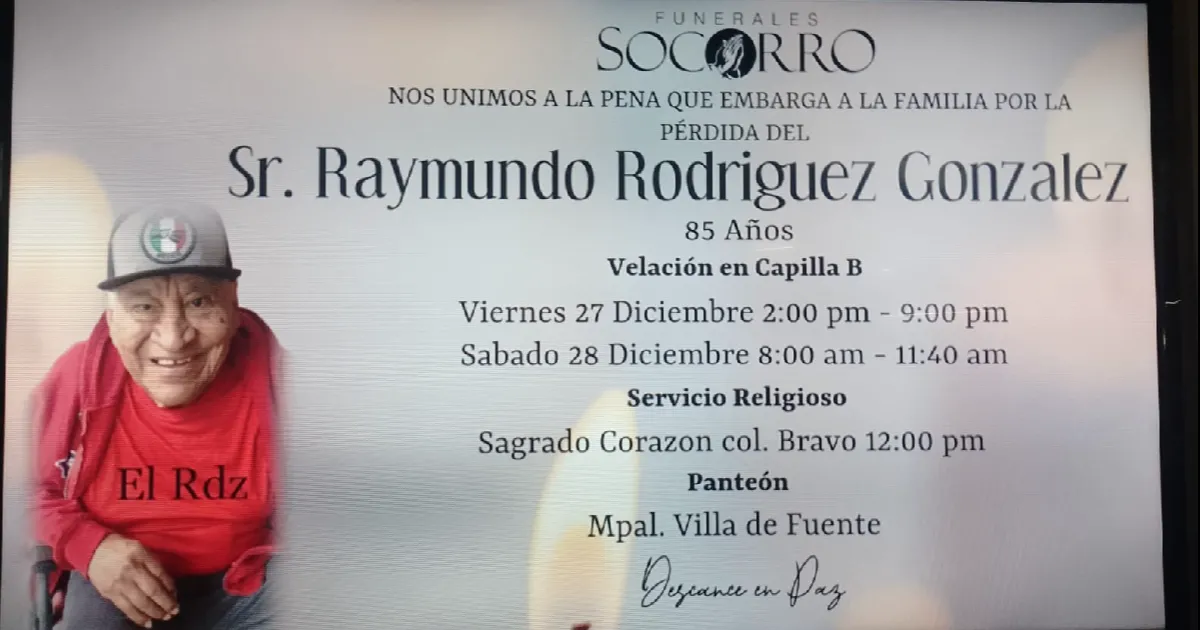 FUNERALES
SOCORRO
NOS UNIMOS A LA PENA QUE EMBARGA A LA FAMILIA POR LA
PÉRDIDA DEL
Sr. Raymundo Rodriguez Gonzalez
85 Años
Velación en Capilla B
Viernes 27 Diciembre 2:00 pm - 9:00 pm
Sabado 28 Diciembre 8:00 am - 11:40 am
Servicio Religioso
Sagrado Corazon col. Bravo 12:00 pm
El Rdz
Panteón
Mpal. Villa de Fuente
Descance en Paz